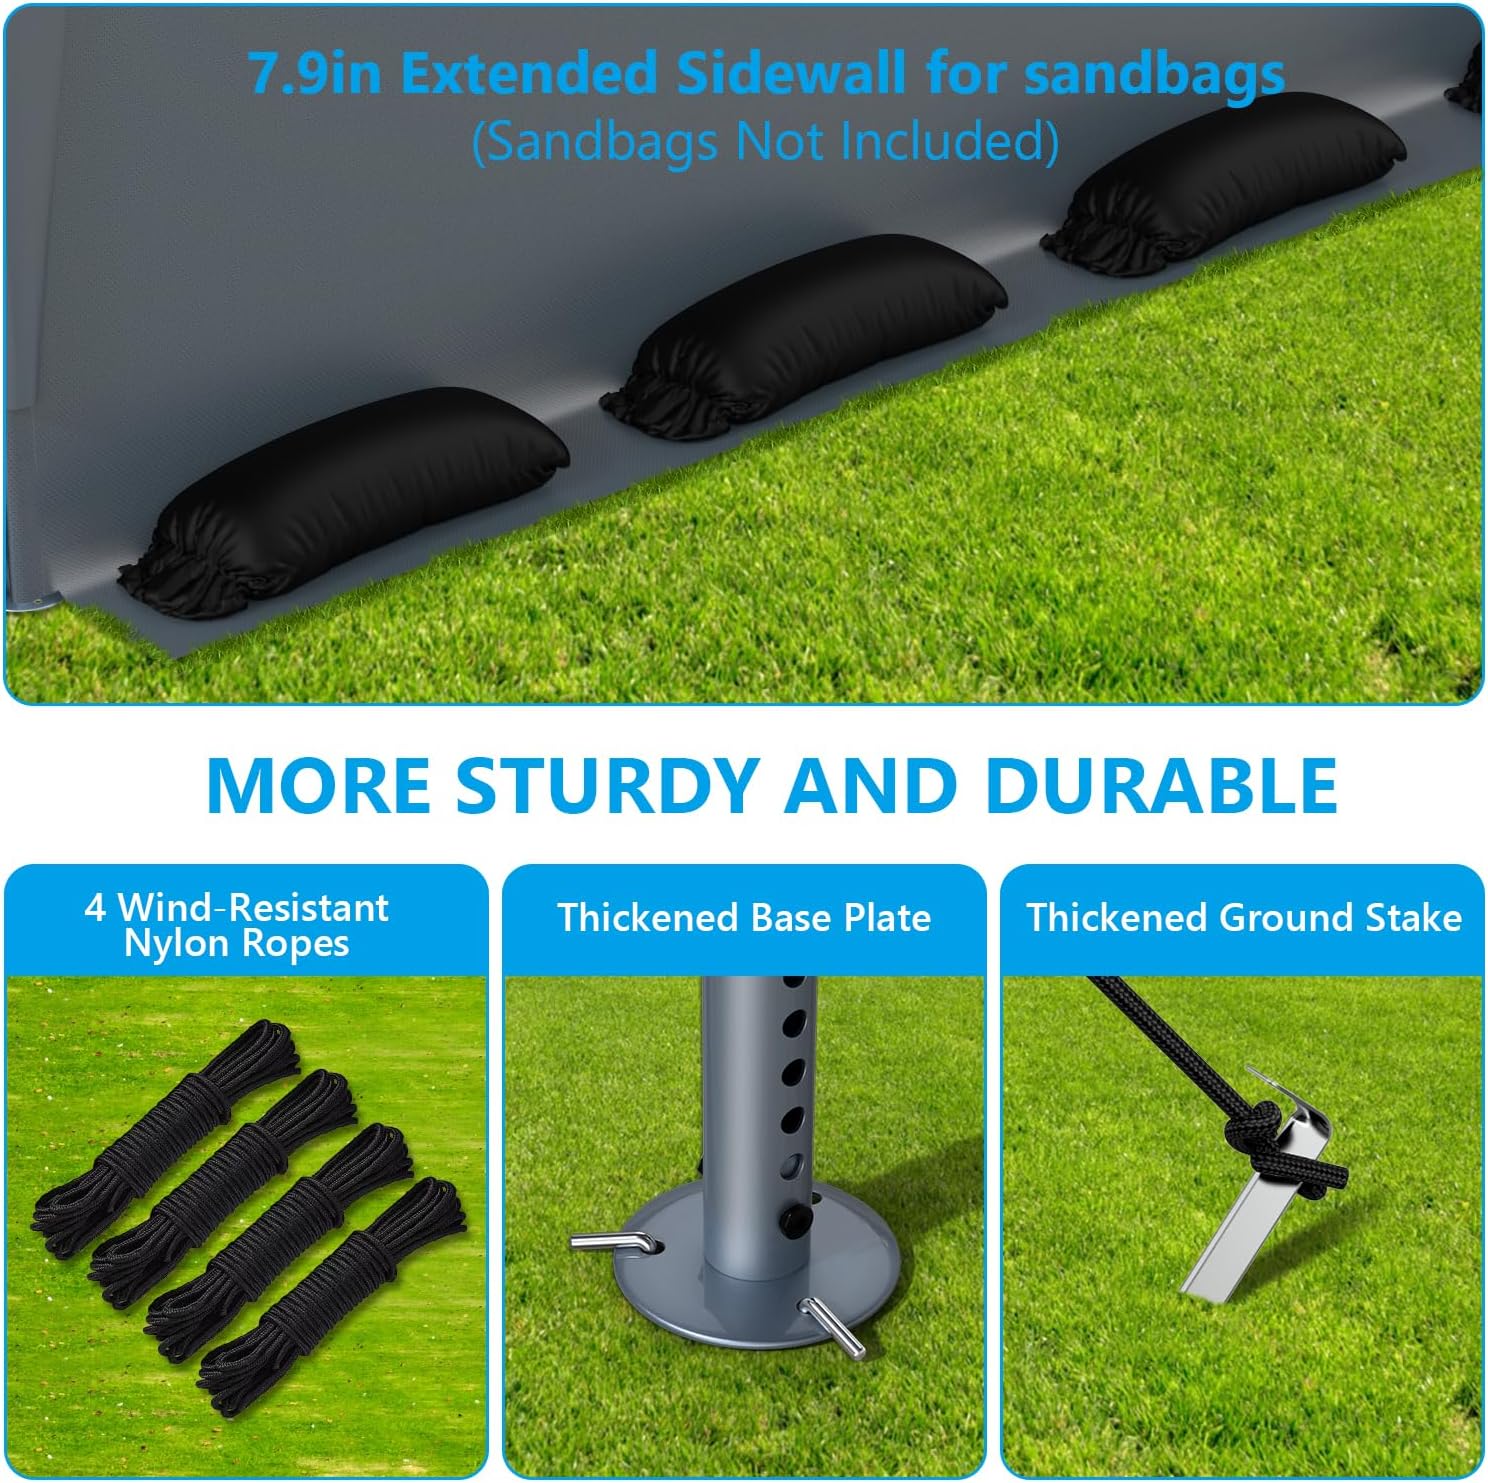 7.9in Extended Sidewall for sandbags
(Sandbags Not Included)
MORE STURDY AND DURABLE
4 Wind-Resistant
Nylon Ropes
Thickened Base Plate
Thickened Ground Stake